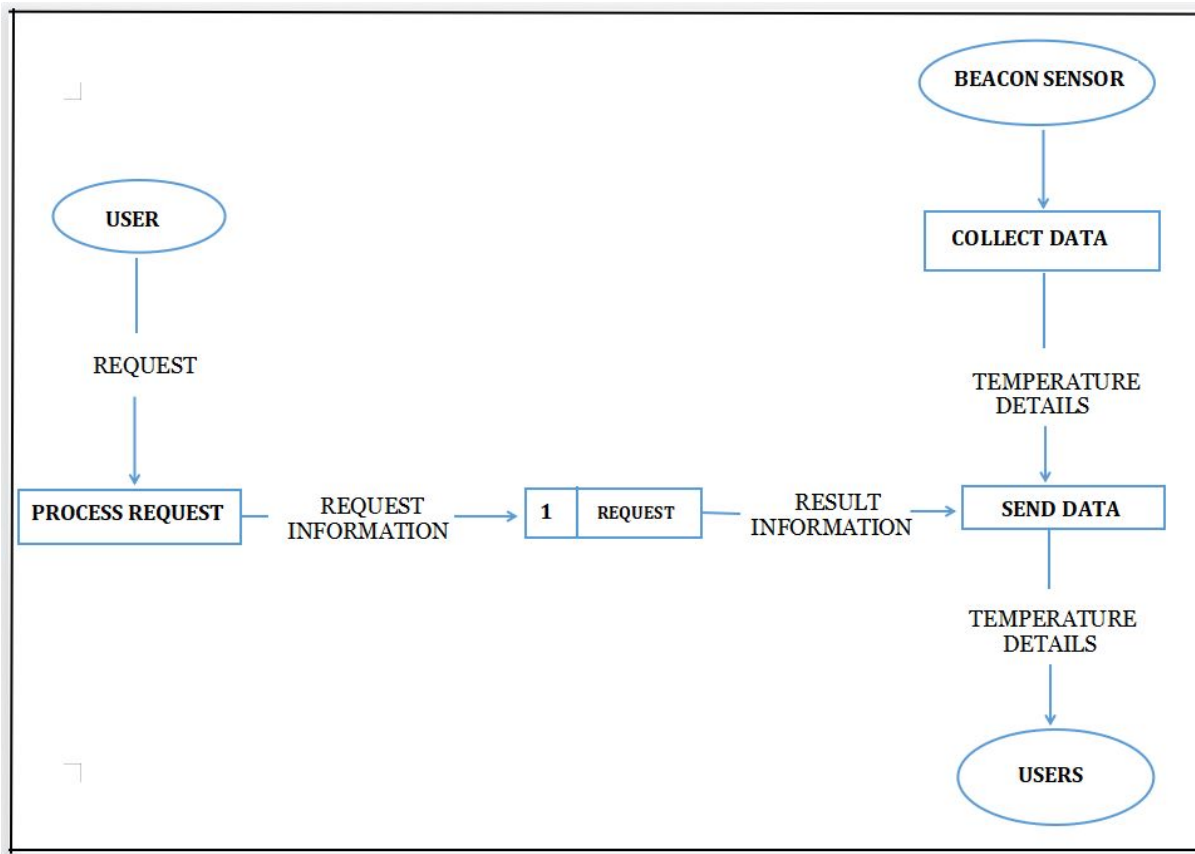 BEACON SENSOR
USER
COLLECT DATA
REQUEST
TEMPERATURE
DETAILS
PROCESS REQUEST
REQUEST
INFORMATION
1 REQUEST
RESULT
INFORMATION
SEND DATA
TEMPERATURE
DETAILS
USERS